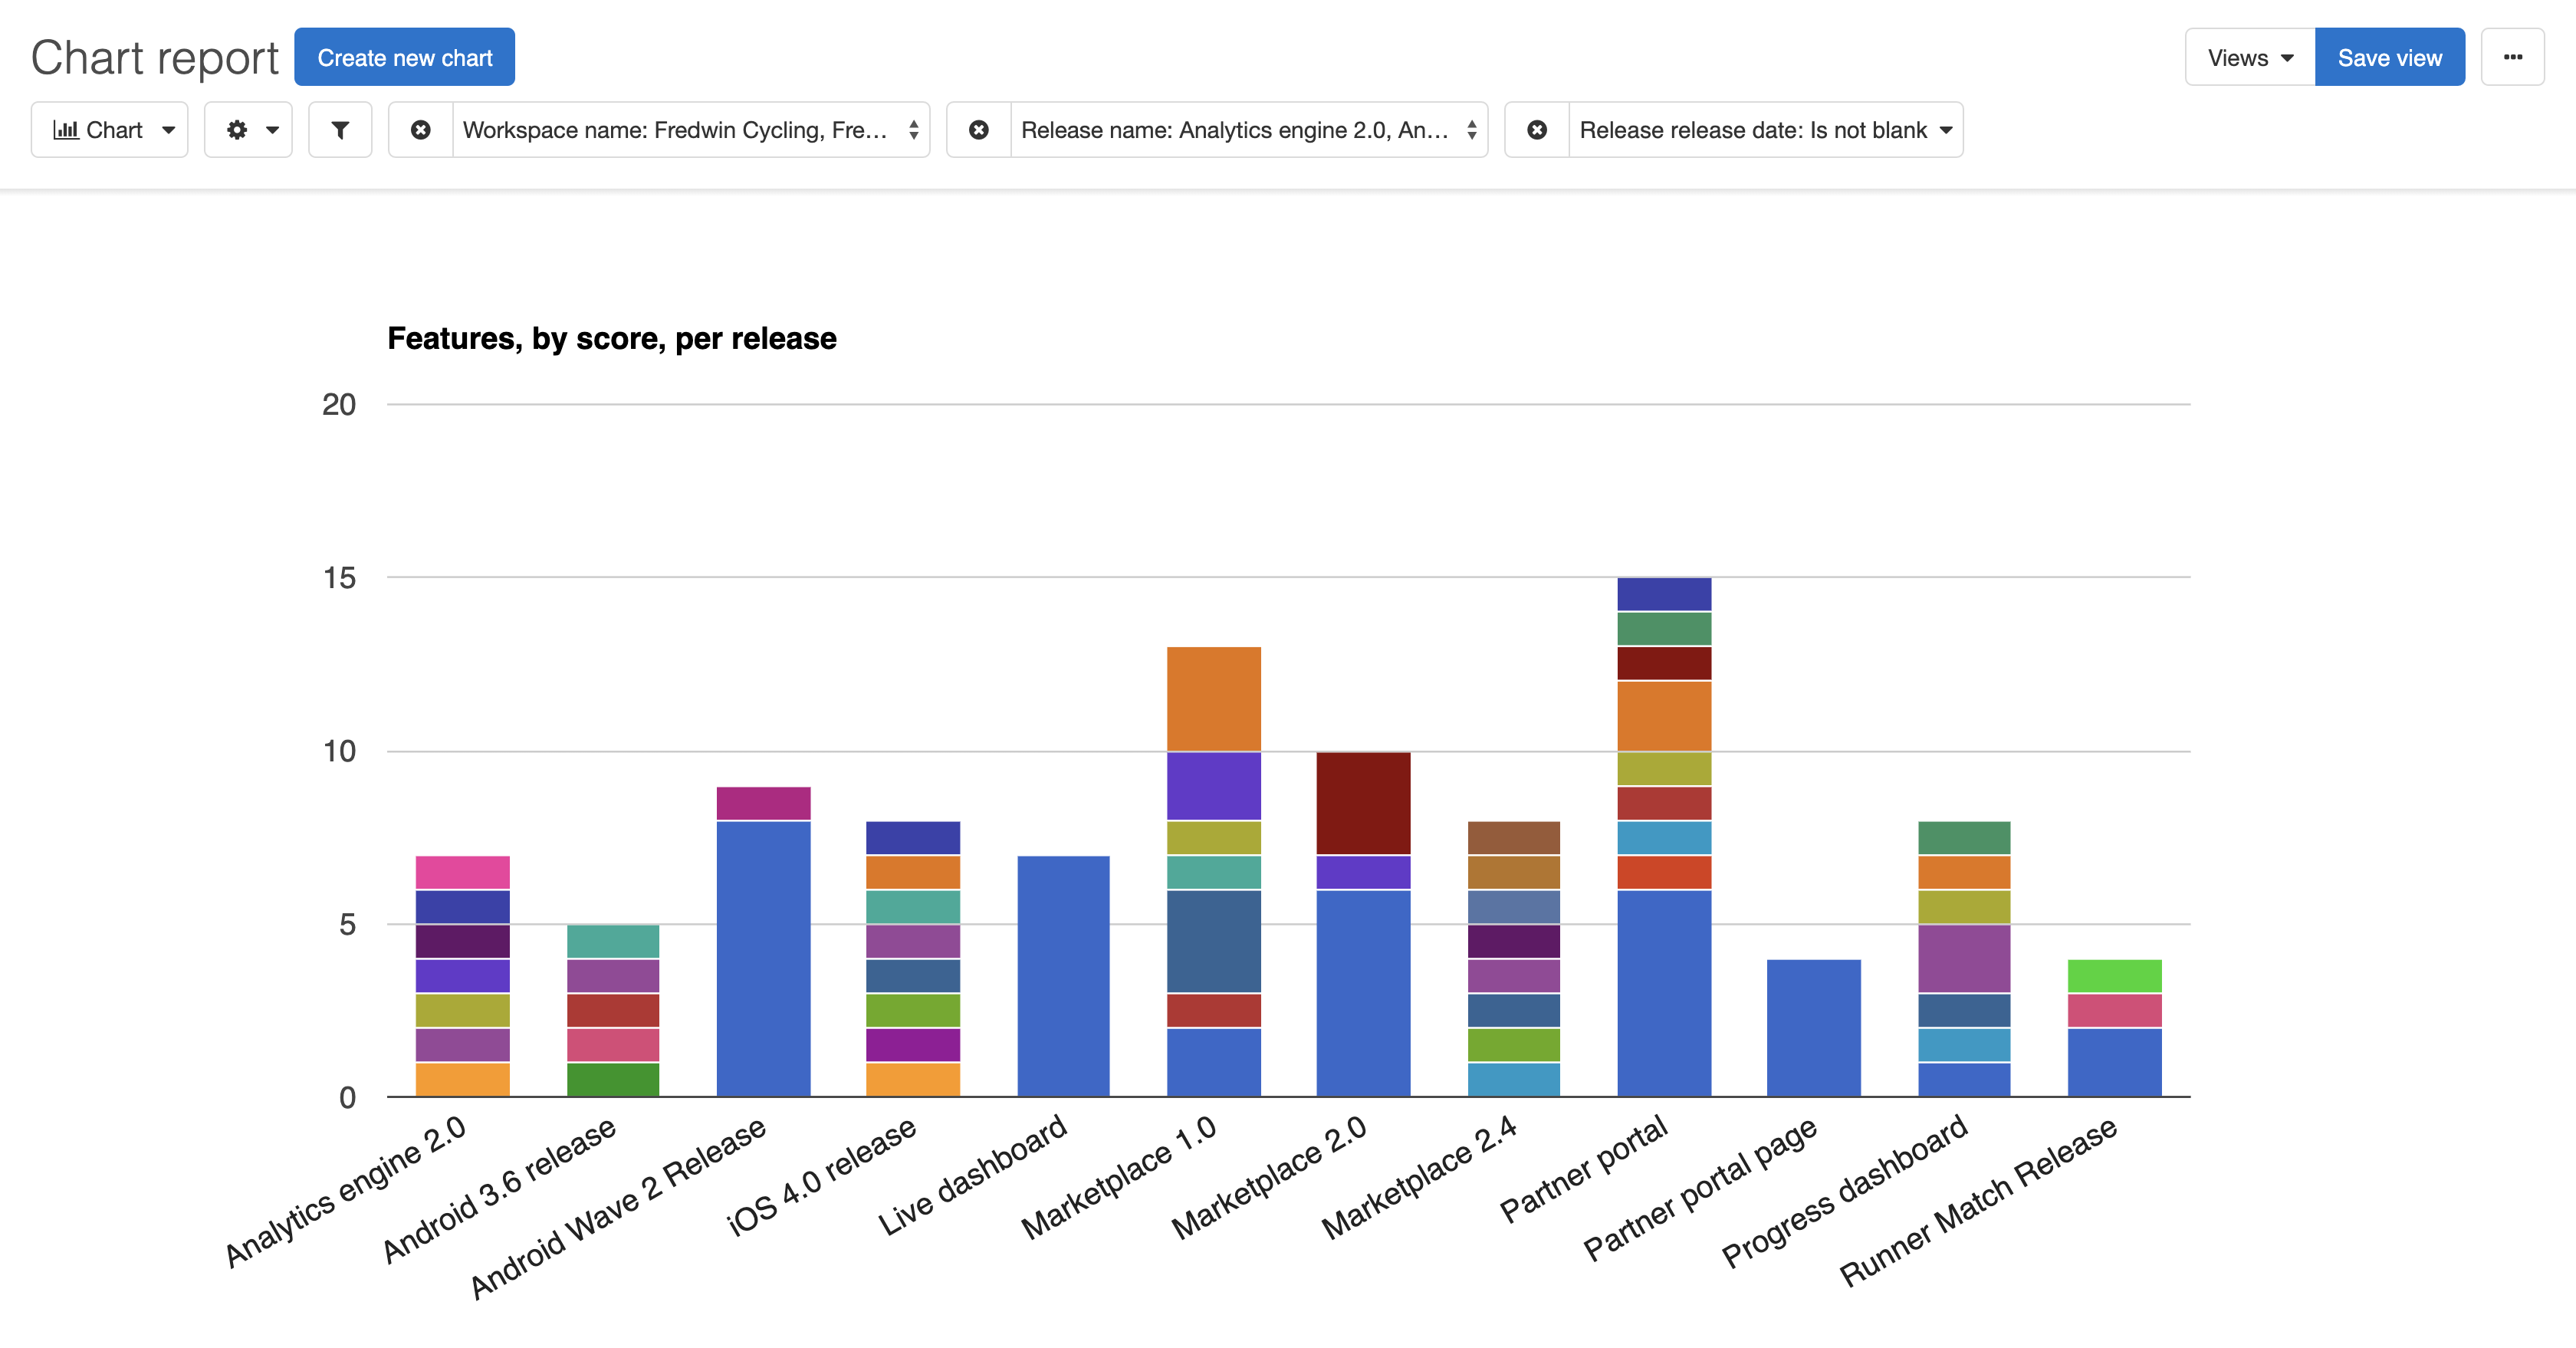 Chart report
Create new chart
Views
Save view
Chart
Workspace name: Fredwin Cycling, Fre...
Release name: Analytics engine 2.0, An...
Release release date: Is not blank
Features, by score, per release
20
15
10
5
0
Analytics engine 2.0
Android 3.6 release
Android Wave 2 Release
iOS 4.0 release
Live dashboard
Marketplace 1.0
Marketplace 2.0
Marketplace 2.4
Partner portal
Partner portal page
Progress dashboard
Runner Match Release